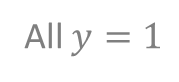 All y = 1